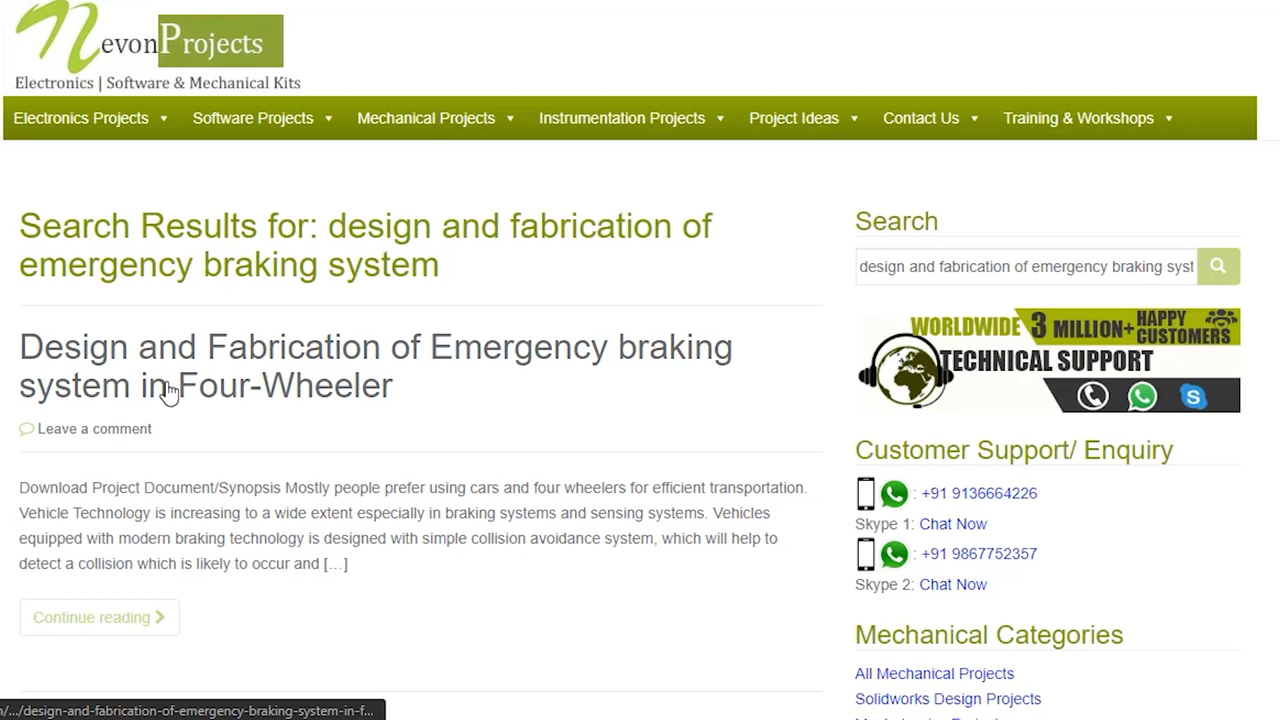 Nevon Projects
Electronics | Software & Mechanical Kits
Electronics Projects Software Projects Mechanical Projects Instrumentation Projects Project Ideas Contact Us Training & Workshops
Search Results for: design and fabrication of
emergency braking system
Design and Fabrication of Emergency braking
system in Four-Wheeler
Leave a comment
Download Project Document/Synopsis Mostly people prefer using cars and four wheelers for efficient transportation.
Vehicle Technology is increasing to a wide extent especially in braking systems and sensing systems. Vehicles
equipped with modern braking technology is designed with simple collision avoidance system, which will help to
detect a collision which is likely to occur and […]
Continue reading
Search
design and fabrication of emergency braking syst
WORLDWIDE 3 MILLION+ HAPPY CUSTOMERS
TECHNICAL SUPPORT
Customer Support/ Enquiry
: +91 9136664226
Skype 1: Chat Now
: +91 9867752357
Skype 2: Chat Now
Mechanical Categories
All Mechanical Projects
Solidworks Design Projects
/.../design-and-fabrication-of-emergency-braking-system-in-f...